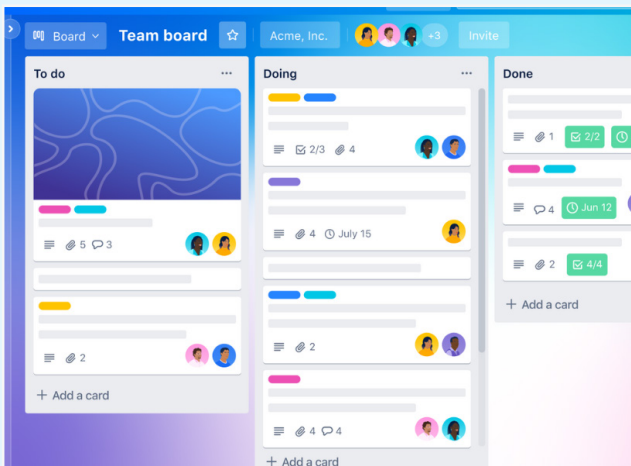 Board Team board Acme, Inc. +3 Invite
To do
5 3
2
+ Add a card
Doing
2/3 4
4 July 15
2
4 4
+ Add a card
Done
1 2/2
4 Jun 12
2 4/4
+ Add a card